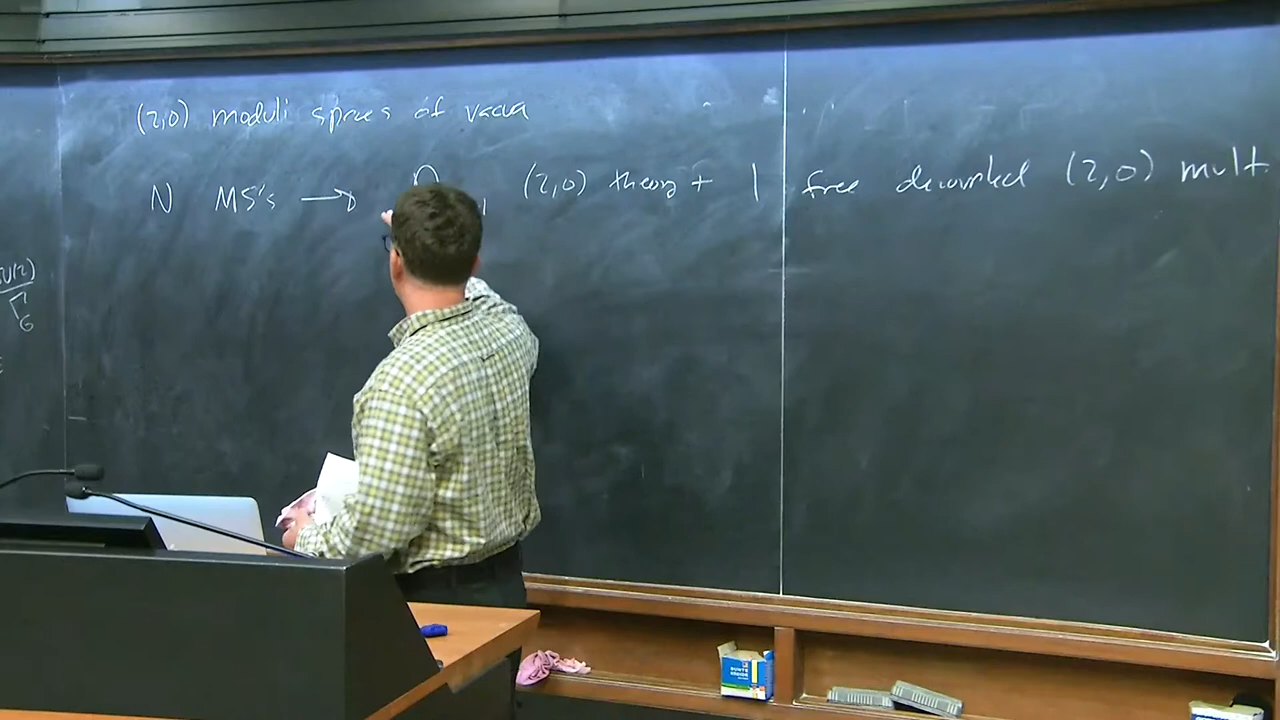 (2,0) moduli spaces of vacua
N M5's → (2,0) theory + 1 free decoupled (2,0) mult.